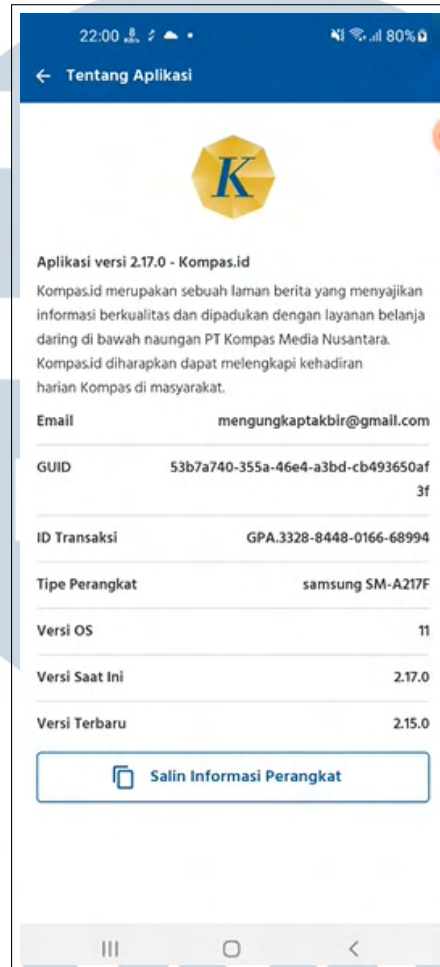 22:00 80%
Tentang Aplikasi
K
Aplikasi versi 2.17.0 - Kompas.id
Kompas.id merupakan sebuah laman berita yang menyajikan
informasi berkualitas dan dipadukan dengan layanan belanja
daring di bawah naungan PT Kompas Media Nusantara.
Kompas.id diharapkan dapat melengkapi kehadiran
harian Kompas di masyarakat.
Email mengungkaptakbir@gmail.com
GUID 53b7a740-355a-46e4-a3bd-cb493650af
3f
ID Transaksi GPA.3328-8448-0166-68994
Tipe Perangkat samsung SM-A217F
Versi OS 11
Versi Saat Ini 2.17.0
Versi Terbaru 2.15.0
Salin Informasi Perangkat